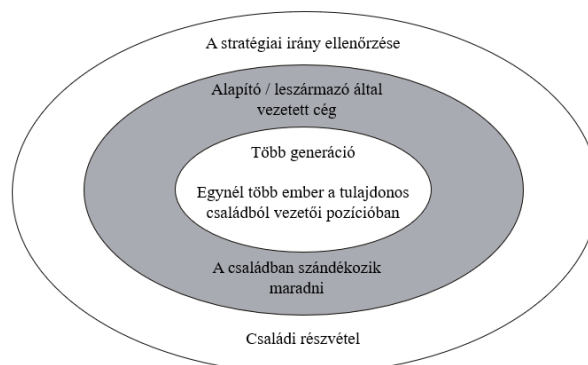 A stratégiai irány ellenőrzése
Alapító / leszármazó által
vezetett cég
Több generáció
Egynél több ember a tulajdonos
családból vezetői pozícióban
A családban szándékozik
maradni
Családi részvétel